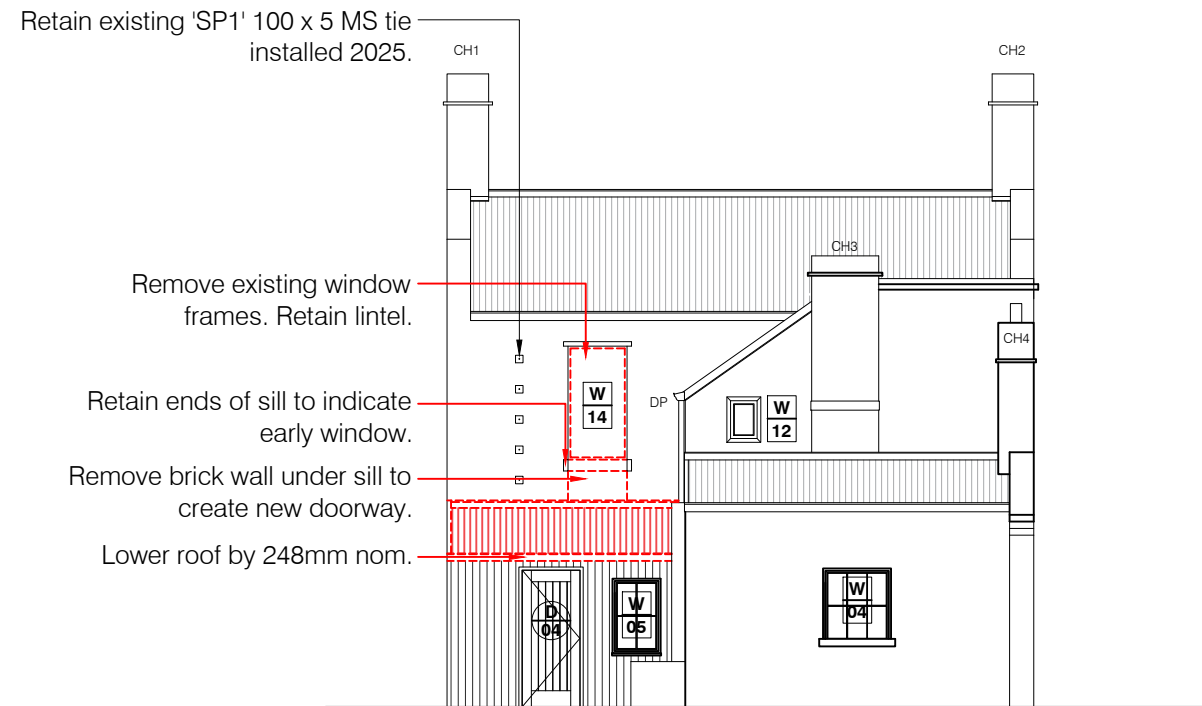 Retain existing 'SP1' 100 x 5 MS tie
installed 2025.
CH1
CH2
CH3
Remove existing window
frames. Retain lintel.
CH4
W
14
DP
W
12
Retain ends of sill to indicate
early window.
Remove brick wall under sill to
create new doorway.
Lower roof by 248mm nom.
D
04
W
05
W
04